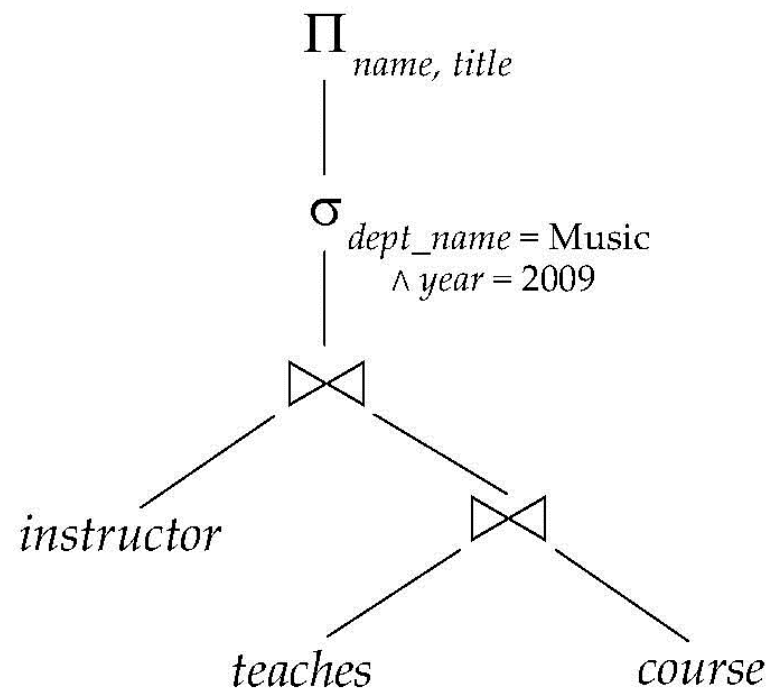 Π name, title
σ dept_name = Music
∧ year = 2009
⋈
instructor
⋈
teaches
course